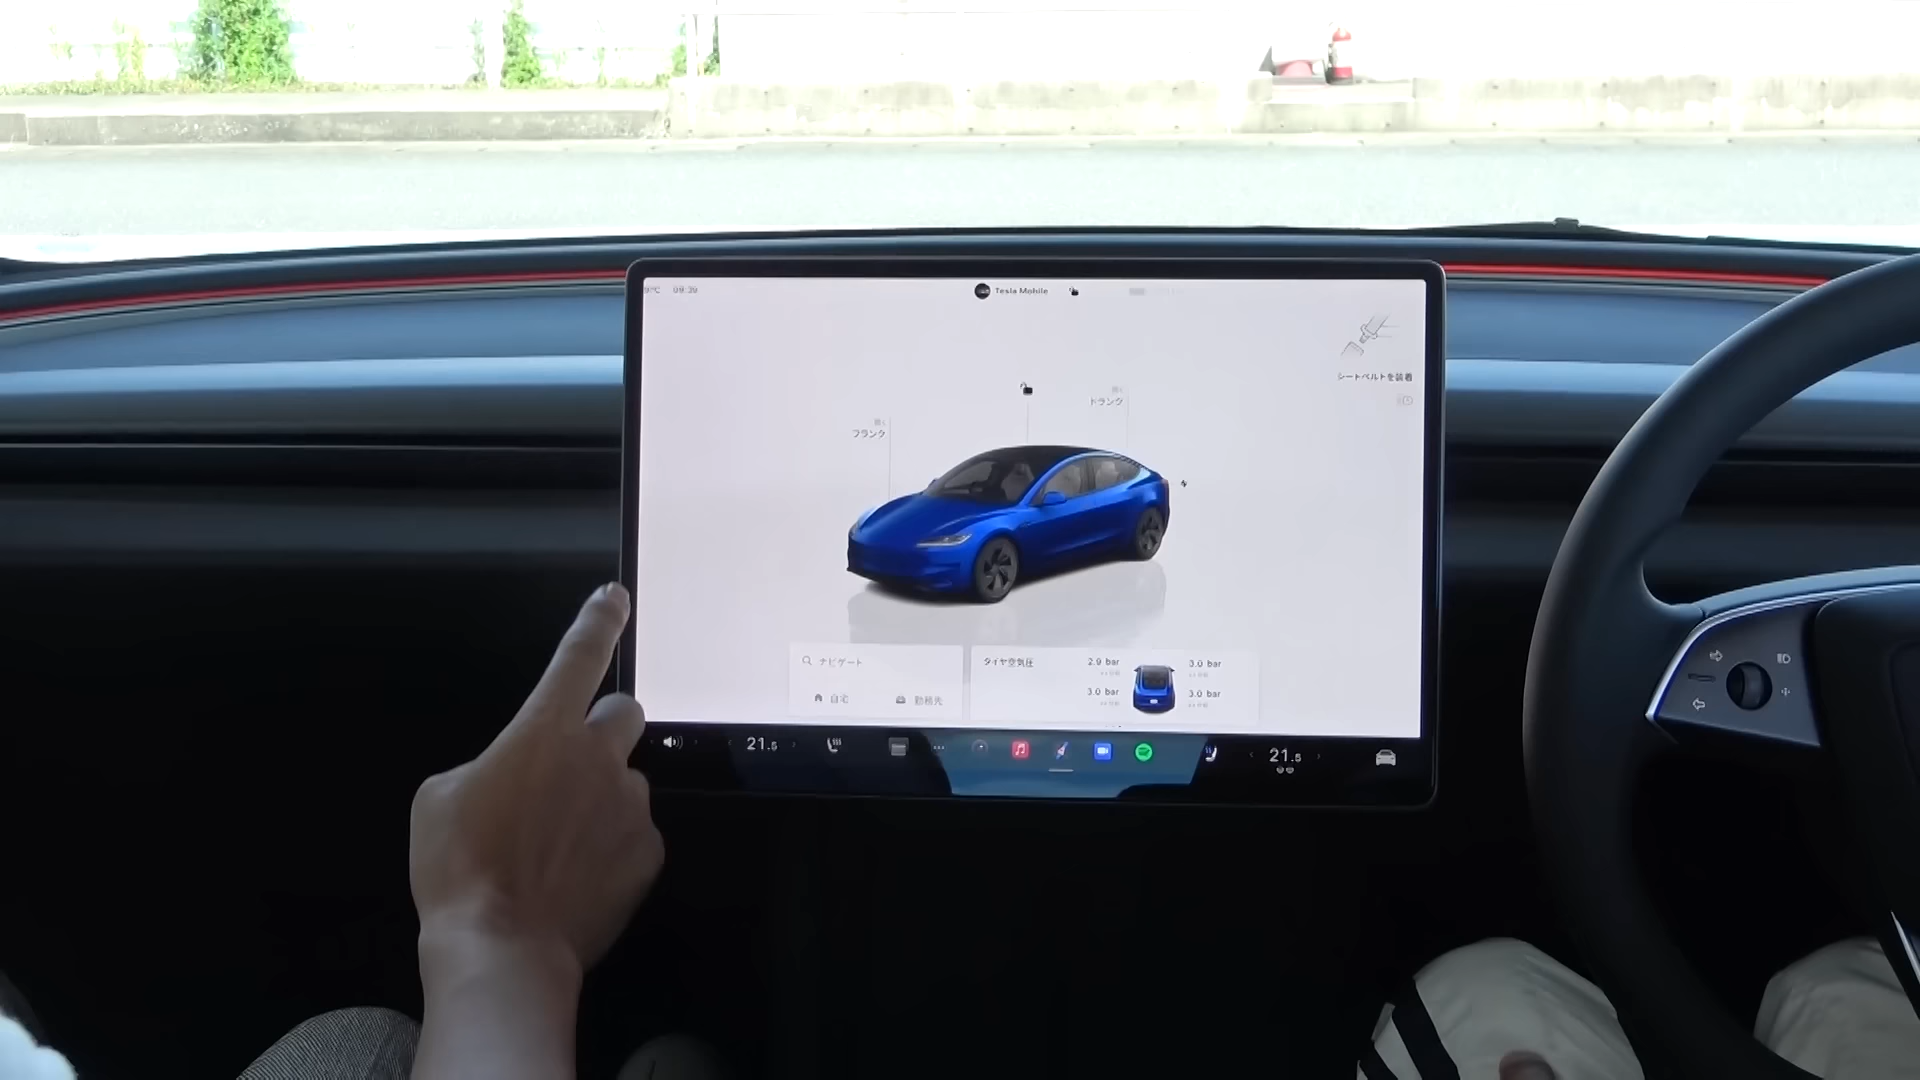 9°C 09:39
Tesla Mobile
シートベルトを装着
トランク
フランク
ナビゲート
自宅
勤務先
タイヤ空気圧
2.9 bar
3.0 bar
3.0 bar
3.0 bar
21.5
21.5